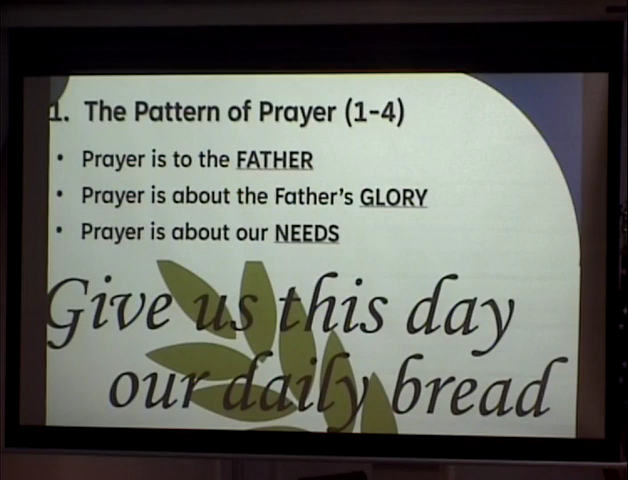 1. The Pattern of Prayer (1-4)
• Prayer is to the FATHER
• Prayer is about the Father's GLORY
• Prayer is about our NEEDS
Give us this day
our daily bread